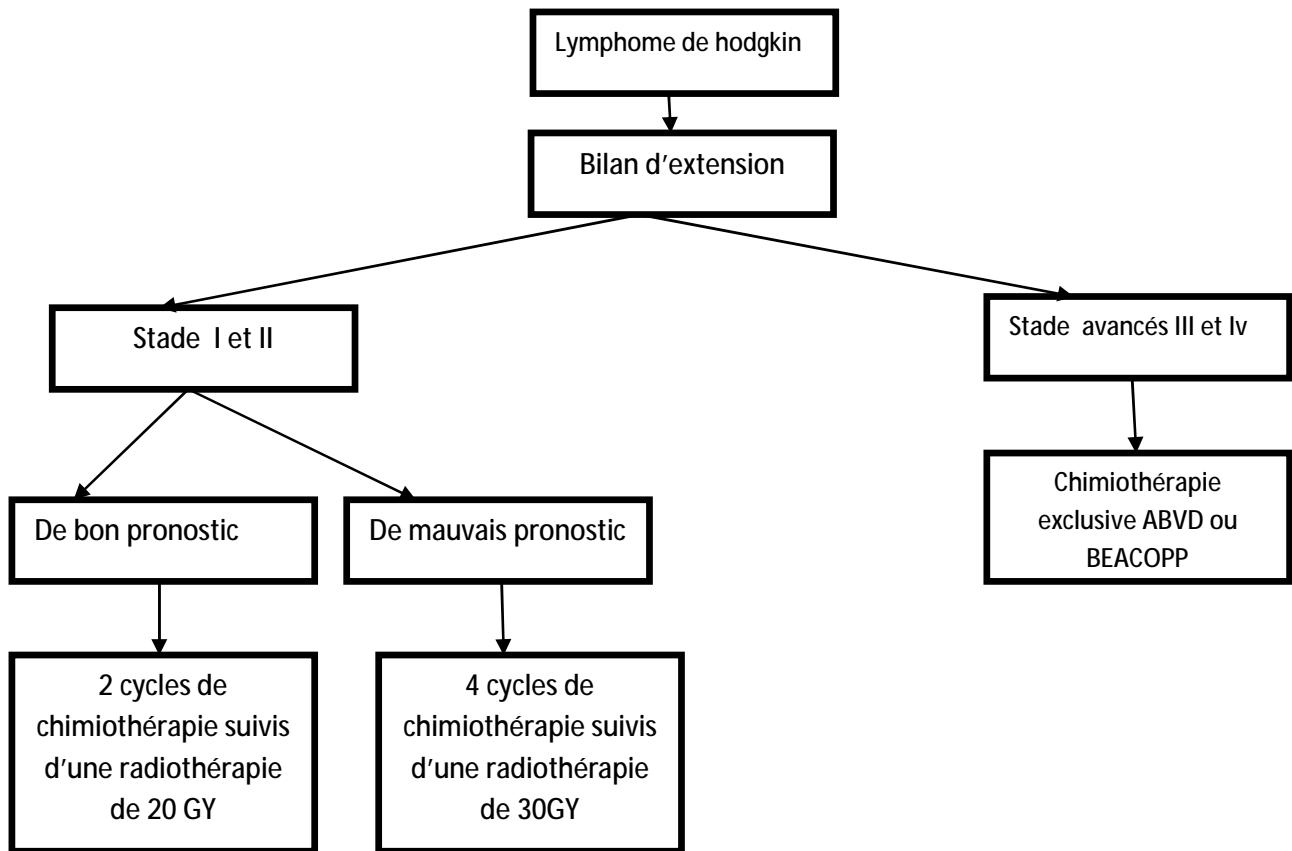 Lymphome de hodgkin
Bilan d'extension
Stade I et II
Stade avancés III et Iv
De bon pronostic
De mauvais pronostic
Chimiothérapie
exclusive ABVD ou
BEACOPP
2 cycles de
chimiothérapie suivis
d'une radiothérapie
de 20 GY
4 cycles de
chimiothérapie suivis
d'une radiothérapie
de 30GY